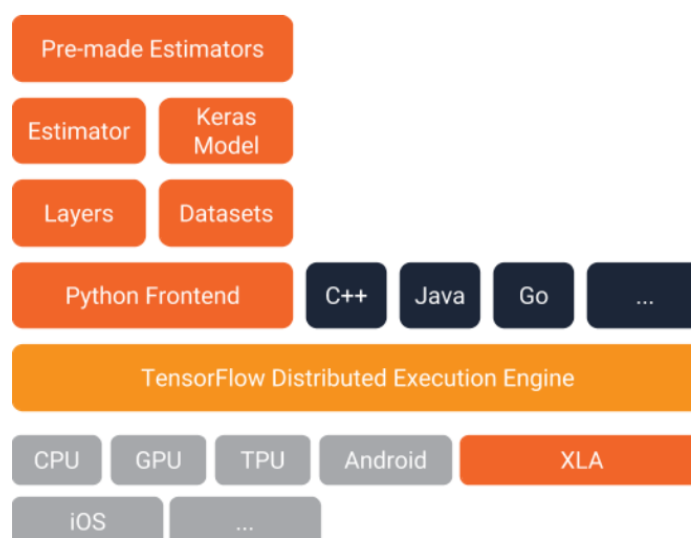 Pre-made Estimators
Estimator
Keras
Model
Layers
Datasets
Python Frontend
C++
Java
Go
...
TensorFlow Distributed Execution Engine
CPU
GPU
TPU
Android
XLA
iOS
...